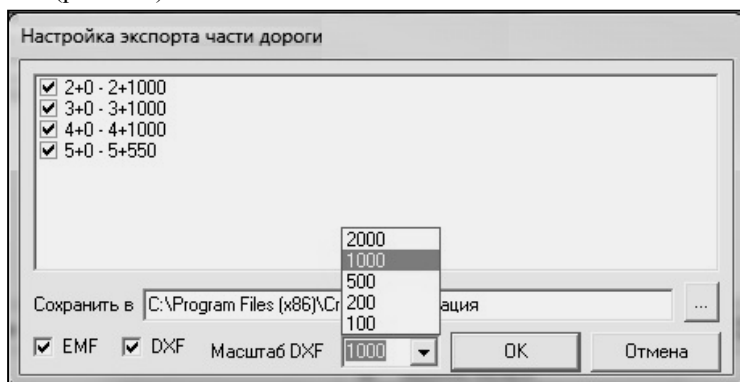 Настройка экспорта части дороги
2+0 - 2+1000
3+0 - 3+1000
4+0 - 4+1000
5+0 - 5+550
2000
1000
500
200
100
Сохранить в C:\Program Files (x86)\ ация ...
EMF DXF Масштаб DXF 1000 OK Отмена